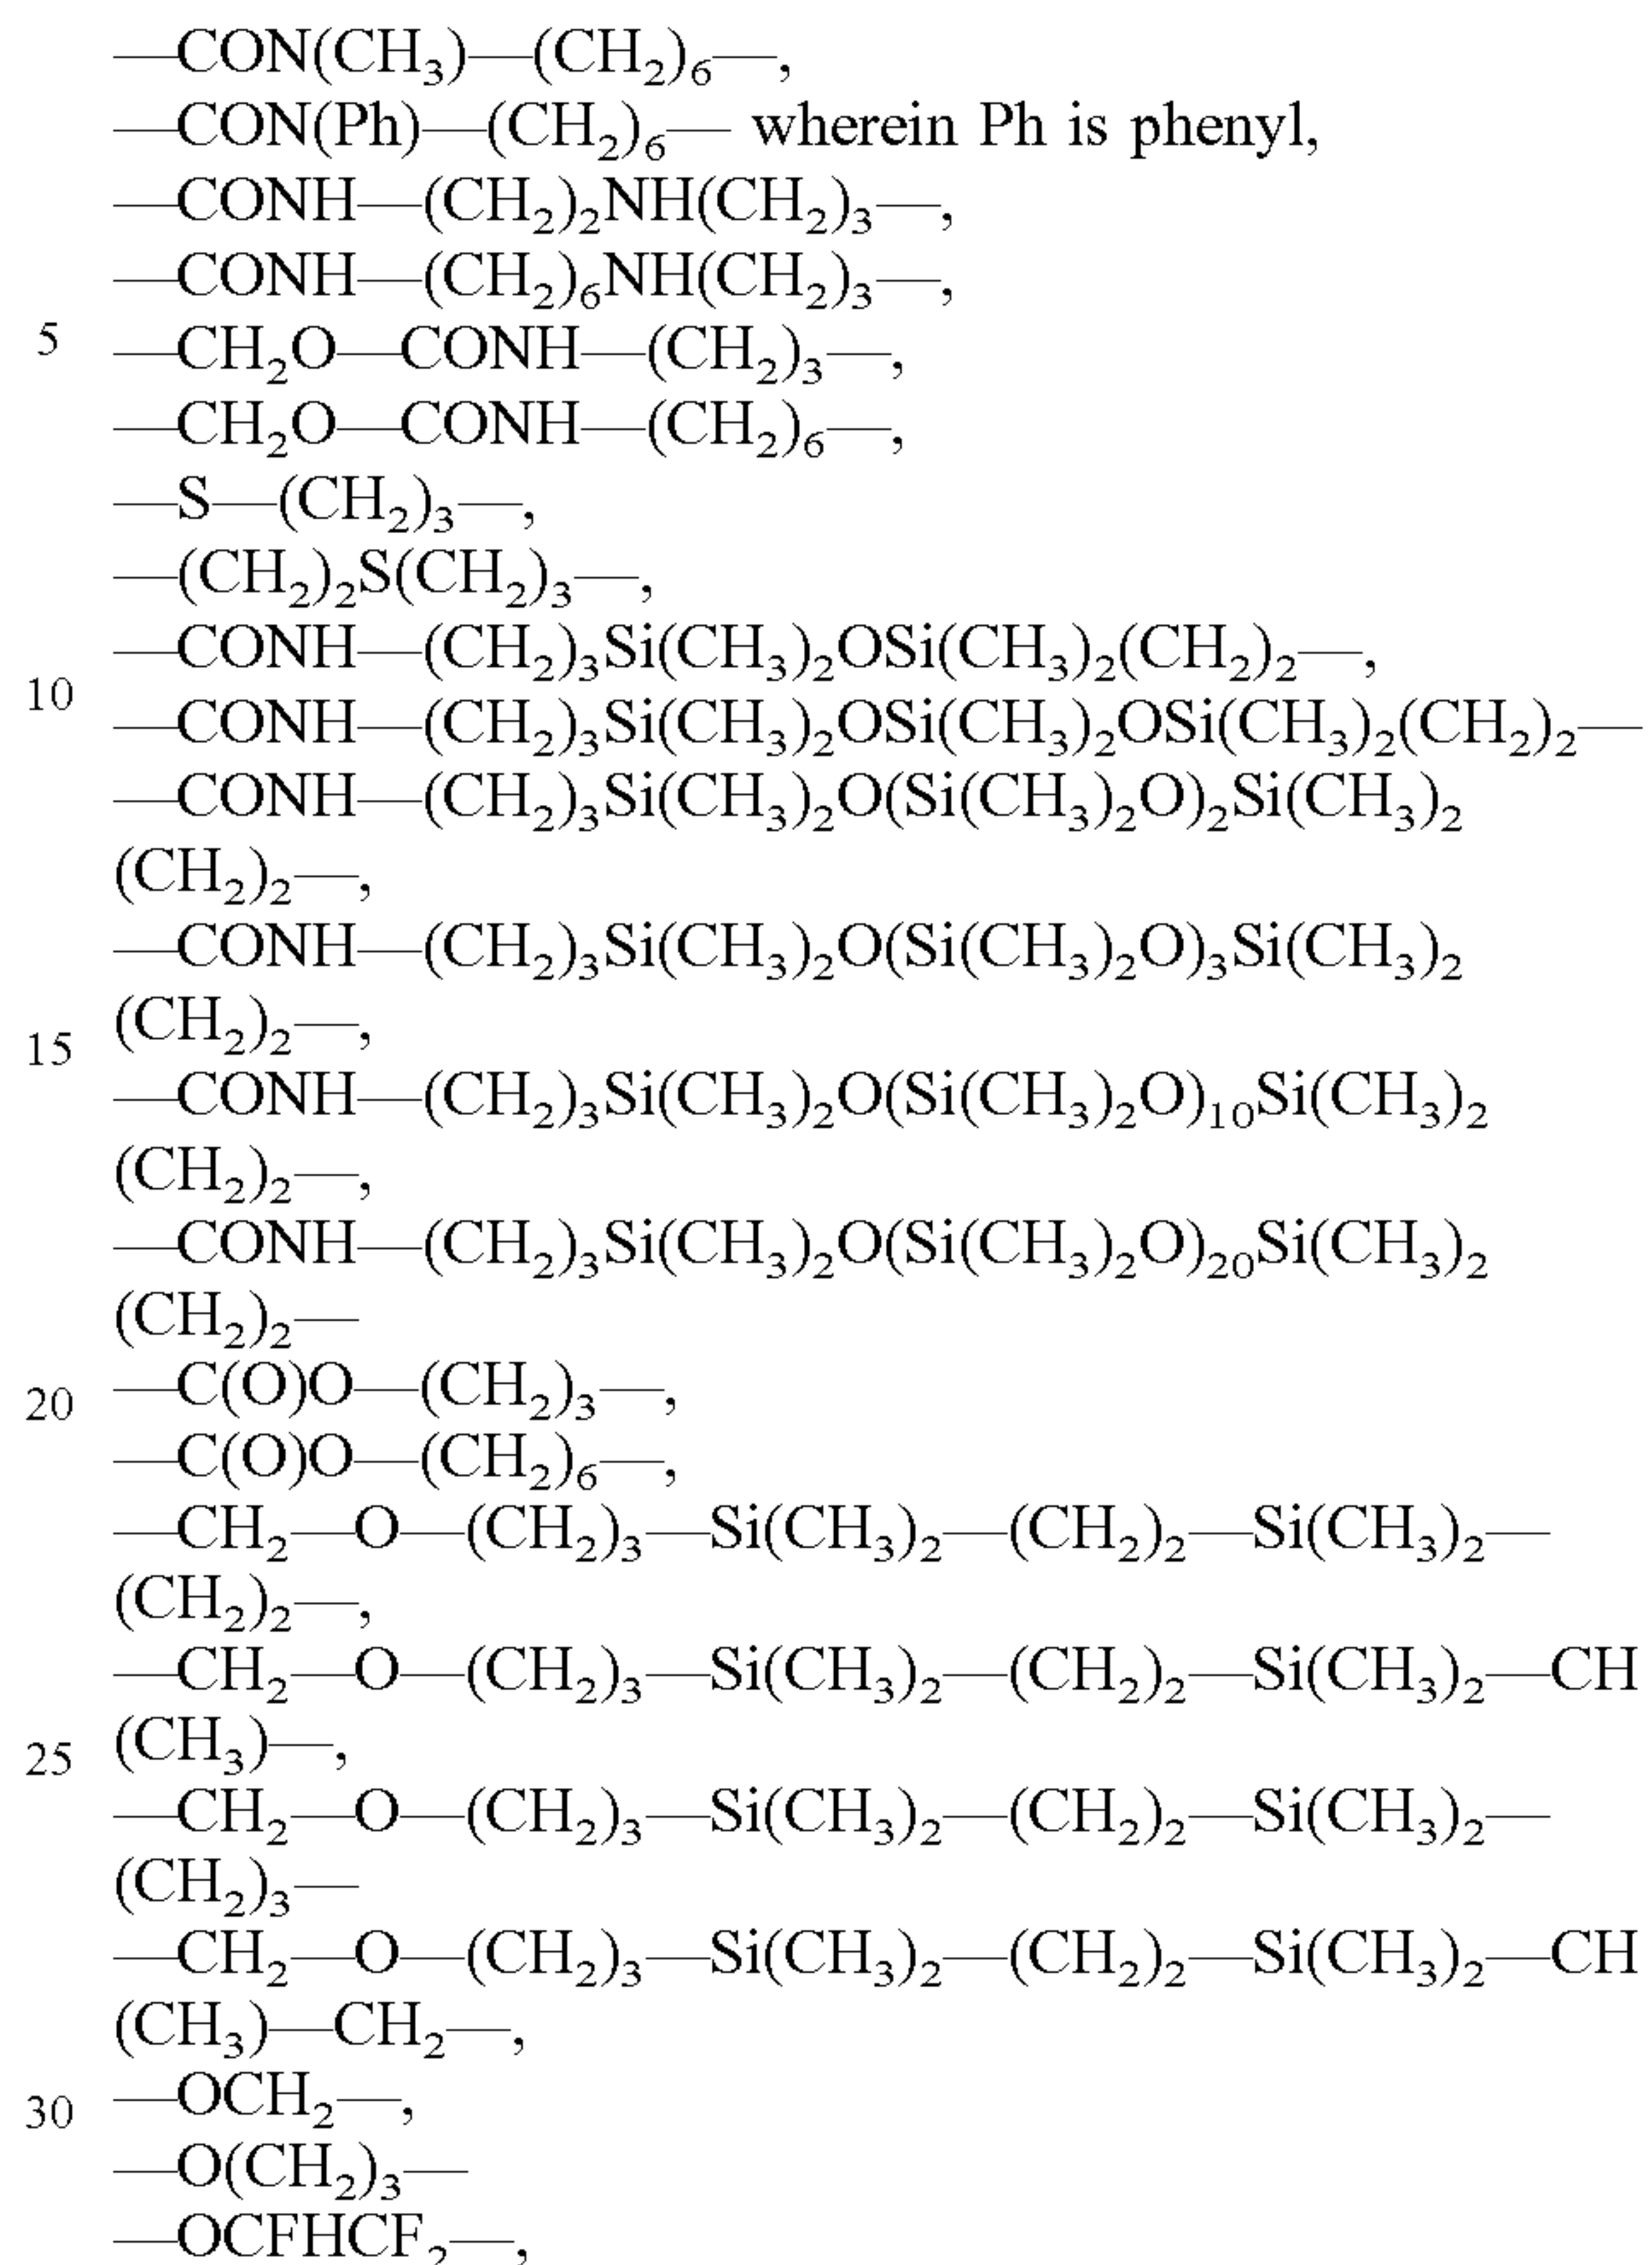 —CON(CH₃)—(CH₂)₆—,
—CON(Ph)—(CH₂)₆— wherein Ph is phenyl,
—CONH—(CH₂)₂NH(CH₂)₃—,
—CONH—(CH₂)₆NH(CH₂)₃—,
5 —CH₂O—CONH—(CH₂)₃—,
—CH₂O—CONH—(CH₂)₆—,
—S—(CH₂)₃—,
—(CH₂)₂S(CH₂)₃—,
—CONH—(CH₂)₃Si(CH₃)₂OSi(CH₃)₂(CH₂)₂—,
10 —CONH—(CH₂)₃Si(CH₃)₂OSi(CH₃)₂OSi(CH₃)₂(CH₂)₂—
—CONH—(CH₂)₃Si(CH₃)₂O(Si(CH₃)₂O)₂Si(CH₃)₂
(CH₂)₂—,
—CONH—(CH₂)₃Si(CH₃)₂O(Si(CH₃)₂O)₃Si(CH₃)₂
15 (CH₂)₂—,
—CONH—(CH₂)₃Si(CH₃)₂O(Si(CH₃)₂O)₁₀Si(CH₃)₂
(CH₂)₂—,
—CONH—(CH₂)₃Si(CH₃)₂O(Si(CH₃)₂O)₂₀Si(CH₃)₂
(CH₂)₂—
20 —C(O)O—(CH₂)₃—,
—C(O)O—(CH₂)₆—,
—CH₂—O—(CH₂)₃—Si(CH₃)₂—(CH₂)₂—Si(CH₃)₂—
(CH₂)₂—,
—CH₂—O—(CH₂)₃—Si(CH₃)₂—(CH₂)₂—Si(CH₃)₂—CH
25 (CH₃)—,
—CH₂—O—(CH₂)₃—Si(CH₃)₂—(CH₂)₂—Si(CH₃)₂—
(CH₂)₃—
—CH₂—O—(CH₂)₃—Si(CH₃)₂—(CH₂)₂—Si(CH₃)₂—CH
(CH₃)—CH₂—,
30 —OCH₂—,
—O(CH₂)₃—
—OCFHCF₂—,